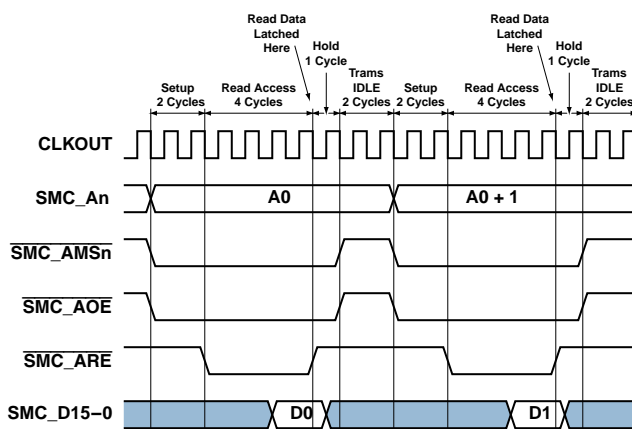 Read Data
Latched
Here
Hold
1 Cycle
Read Data
Latched
Here
Hold
1 Cycle
Setup
2 Cycles
Read Access
4 Cycles
Trams
IDLE
2 Cycles
Setup
2 Cycles
Read Access
4 Cycles
Trams
IDLE
2 Cycles
CLKOUT
SMC_An
A0
A0 + 1
SMC_AMSn
SMC_AOE
SMC_ARE
SMC_D15–0
D0
D1